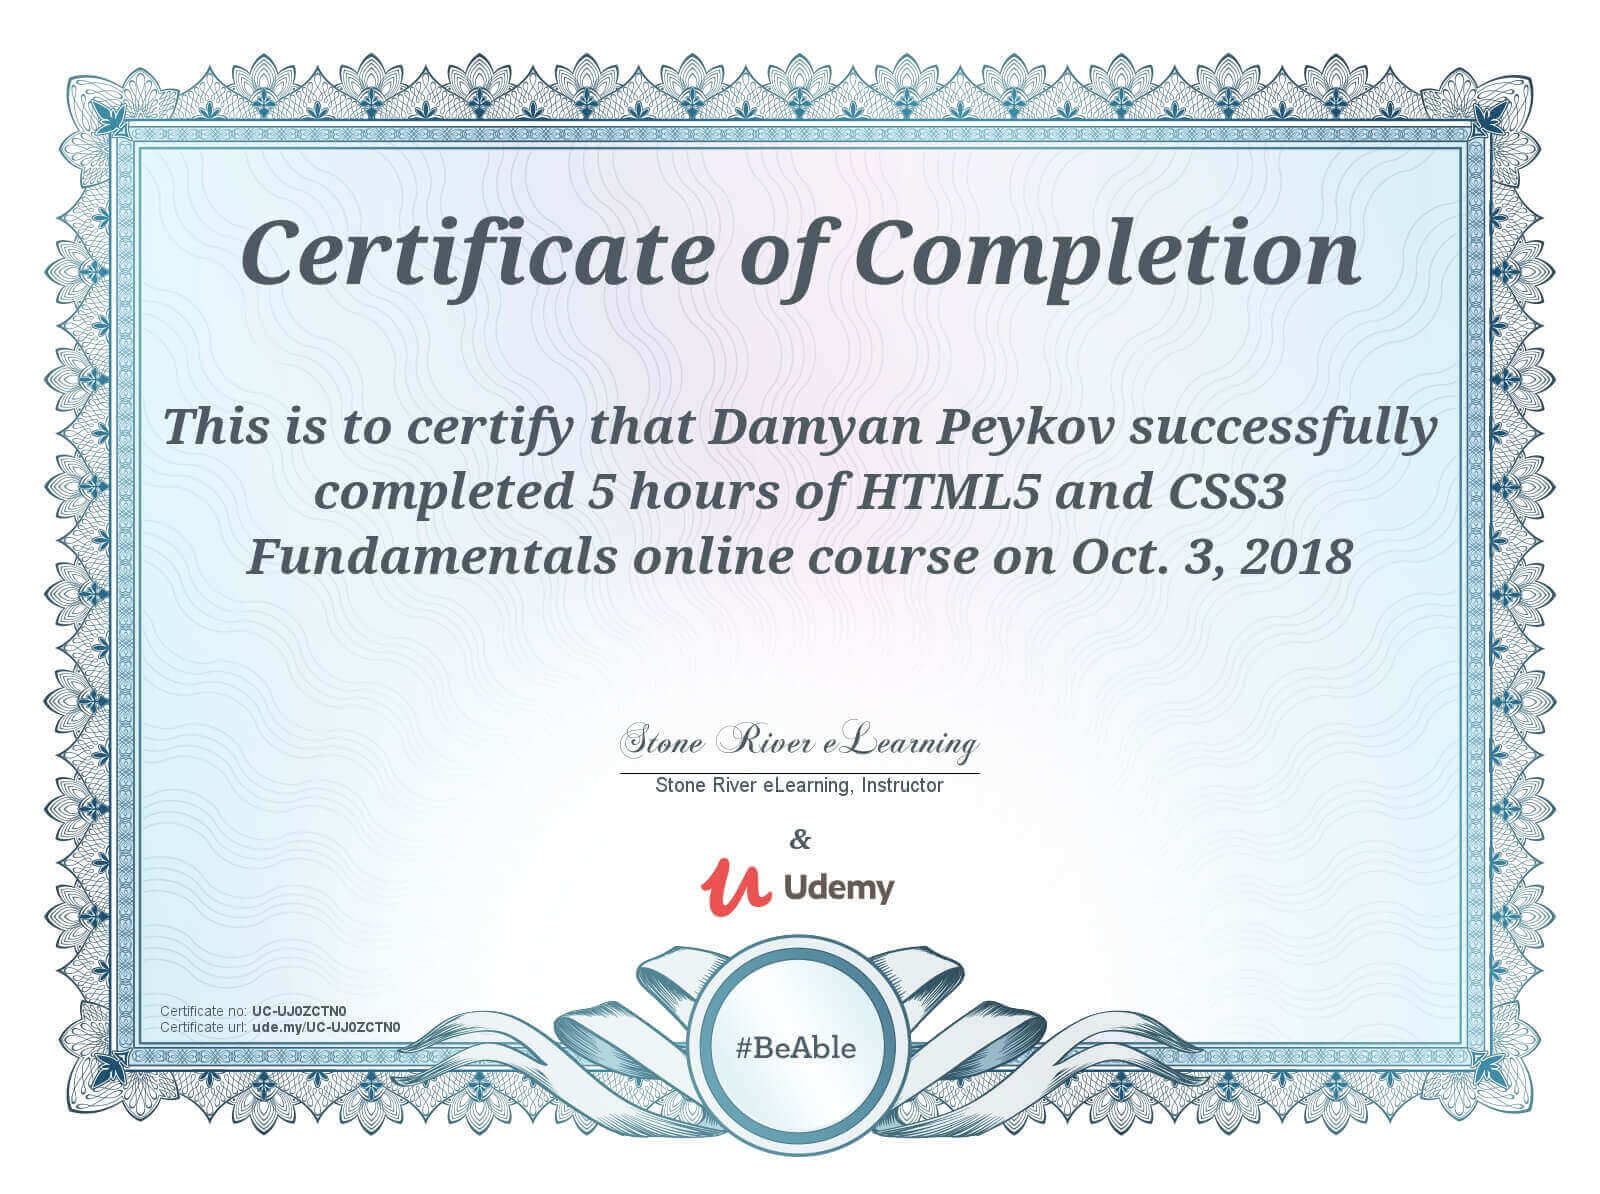 Certificate of Completion
This is to certify that Damyan Peykov successfully
completed 5 hours of HTML5 and CSS3
Fundamentals online course on Oct. 3, 2018
Stone River eLearning
Stone River eLearning, Instructor
&
Udemy
Certificate no: UC-UJ0ZCTN0
Certificate url: ude.my/UC-UJ0ZCTN0
#BeAble